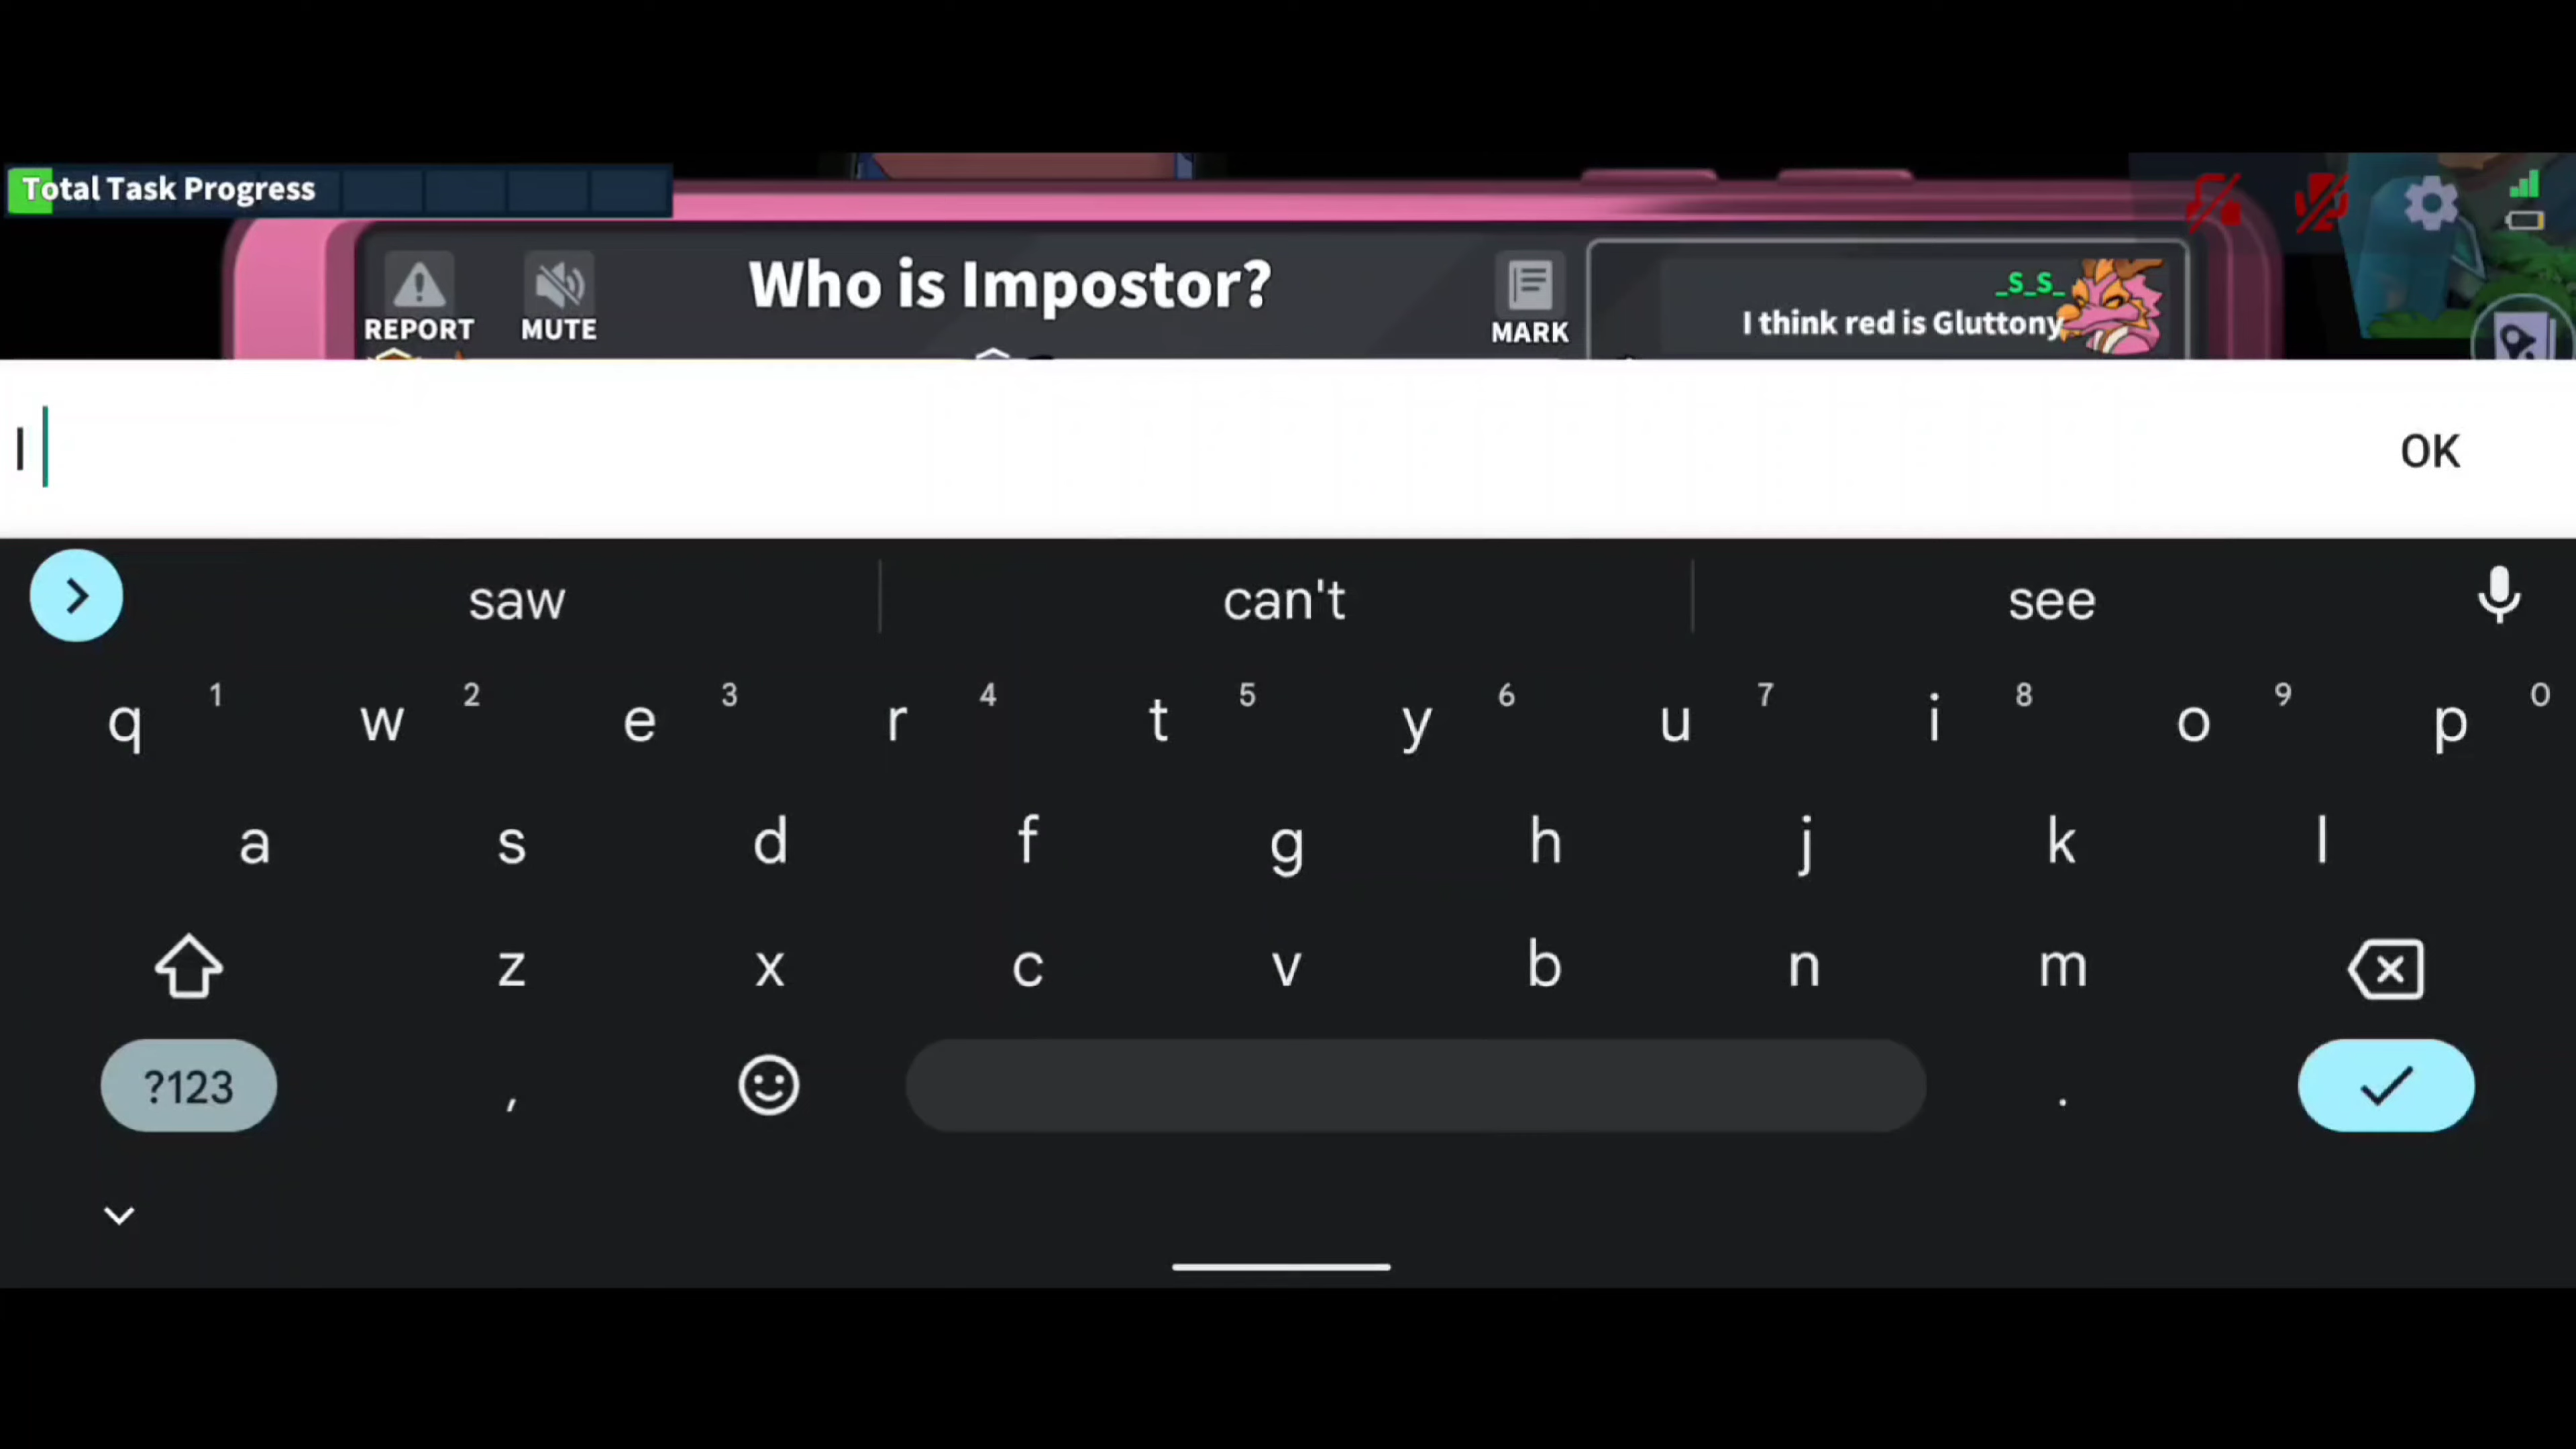 Total Task Progress
REPORT
MUTE
Who is Impostor?
MARK
_S_S_
I think red is Gluttony
I
OK
saw
can't
see
q 1 w 2 e 3 r 4 t 5 y 6 u 7 i 8 o 9 p 0
a s d f g h j k l
z x c v b n m
?123 , .